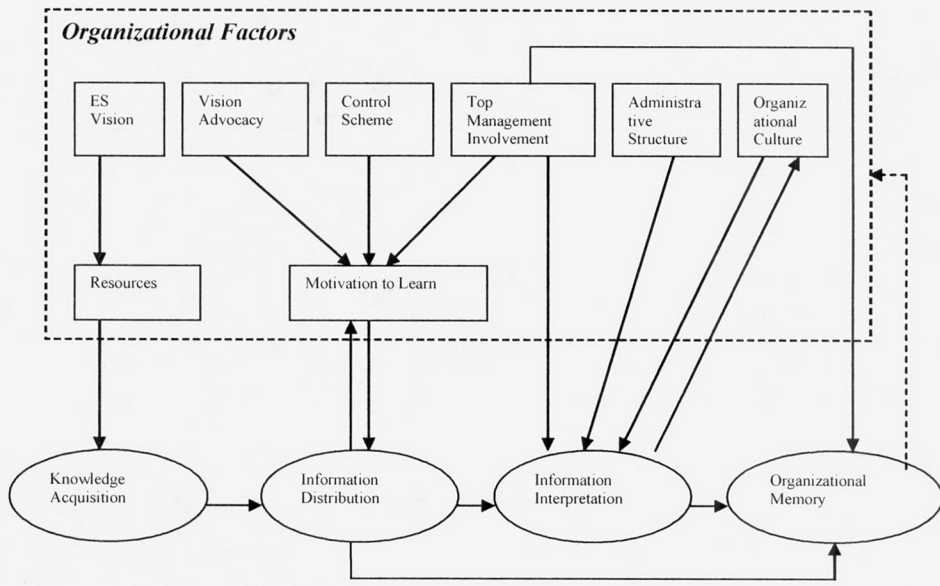 Organizational Factors
ES
Vision
Vision
Advocacy
Control
Scheme
Top
Management
Involvement
Administra
tive
Structure
Organiz
ational
Culture
Resources
Motivation to Learn
Knowledge
Acquisition
Information
Distribution
Information
Interpretation
Organizational
Memory